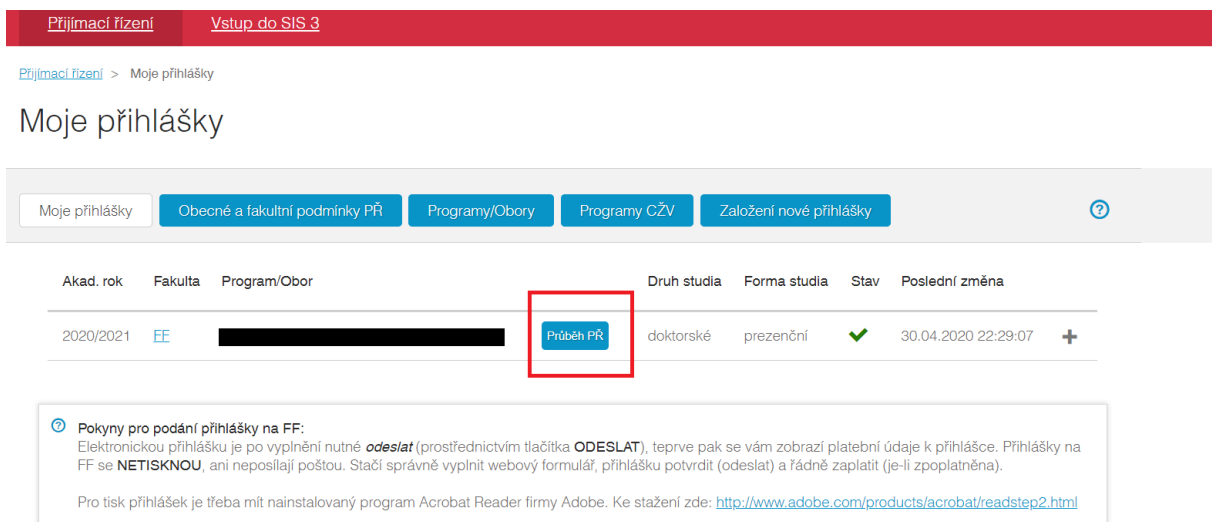 Přijímací řízení Vstup do SIS 3
Přijímací řízení > Moje přihlášky
Moje přihlášky
Moje přihlášky Obecné a fakultní podmínky PŘ Programy/Obory Programy CŽV Založení nové přihlášky ?
Akad. rok Fakulta Program/Obor Druh studia Forma studia Stav Poslední změna
2020/2021 FF Průběh PŘ doktorské prezenční 30.04.2020 22:29:07 +
? Pokyny pro podání přihlášky na FF:
Elektronickou přihlášku je po vyplnění nutné odeslat (prostřednictvím tlačítka ODESLAT), teprve pak se vám zobrazí platební údaje k přihlášce. Přihlášky na
FF se NETISKNOU, ani neposílají poštou. Stačí správně vyplnit webový formulář, přihlášku potvrdit (odeslat) a řádně zaplatit (je-li zpoplatněna).
Pro tisk přihlášek je třeba mít nainstalovaný program Acrobat Reader firmy Adobe. Ke stažení zde: http://www.adobe.com/products/acrobat/readstep2.html